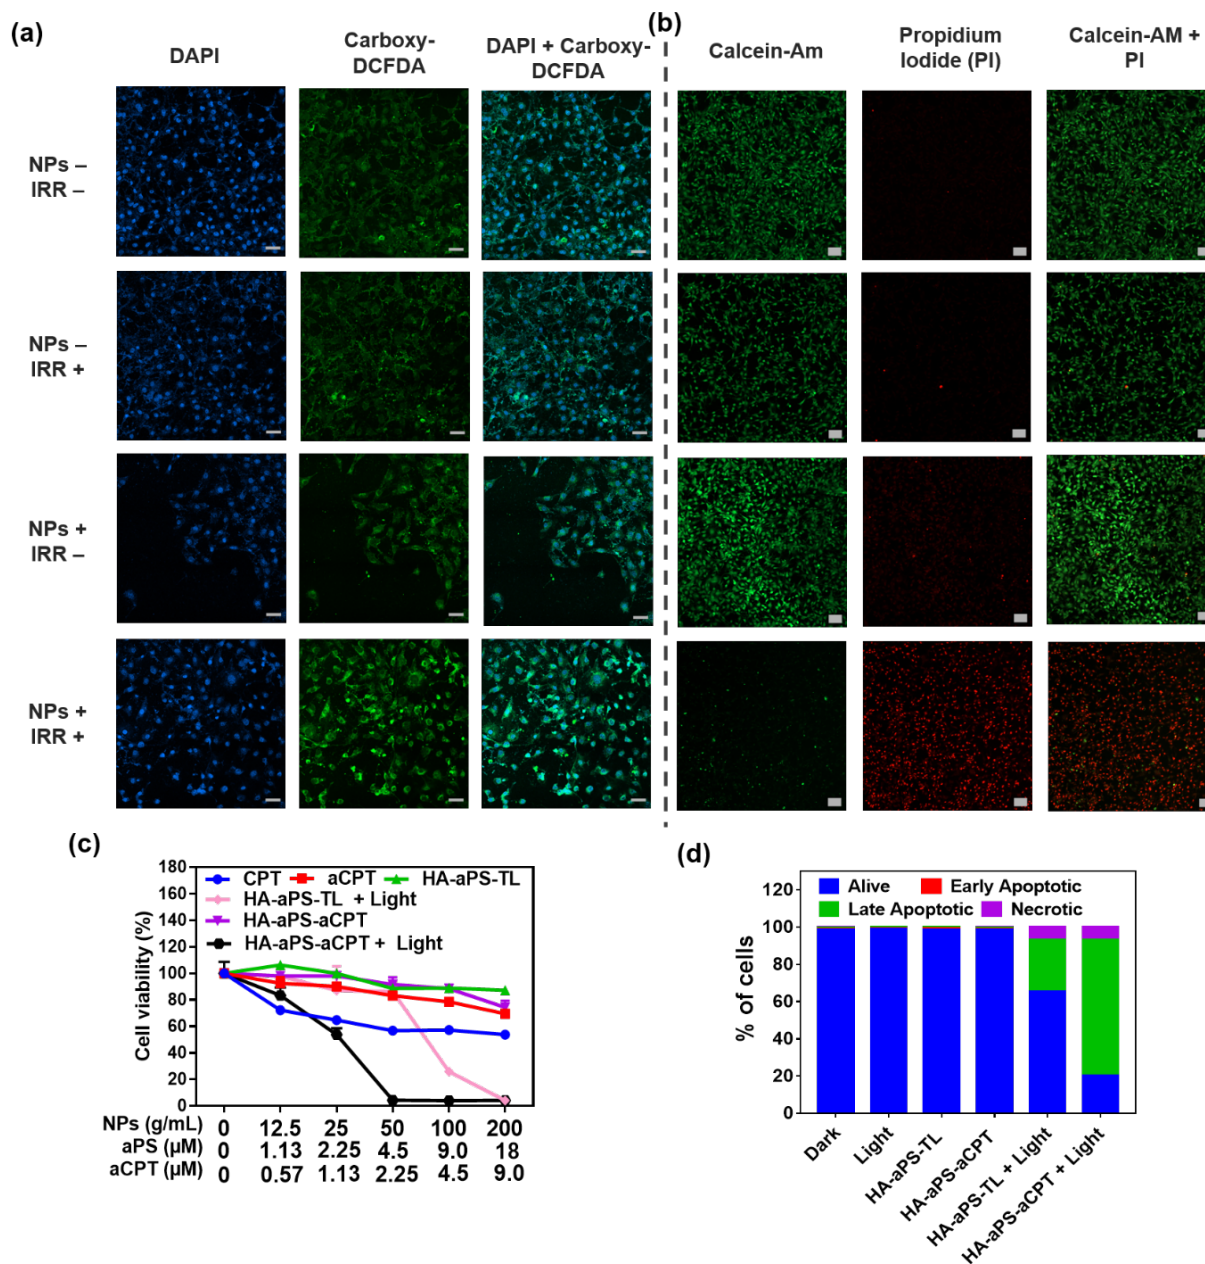 (a)
DAPI
Carboxy-
DCFDA
DAPI + Carboxy-
DCFDA
(b)
Calcein-Am
Propidium
Iodide (PI)
Calcein-AM +
PI
NPs –
IRR –
NPs –
IRR +
NPs +
IRR –
NPs +
IRR +
(c)
180
160
140
120
100
80
60
40
20
0
Cell viability (%)
CPT aCPT HA-aPS-TL
HA-aPS-TL + Light
HA-aPS-aCPT
HA-aPS-aCPT + Light
NPs (g/mL) 0 12.5 25 50 100 200
aPS (µM) 0 1.13 2.25 4.5 9.0 18
aCPT (µM) 0 0.57 1.13 2.25 4.5 9.0
(d)
Alive Early Apoptotic
Late Apoptotic Necrotic
120
100
80
60
40
20
0
% of cells
Dark
Light
HA-aPS-TL
HA-aPS-aCPT
HA-aPS-TL + Light
HA-aPS-aCPT + Light